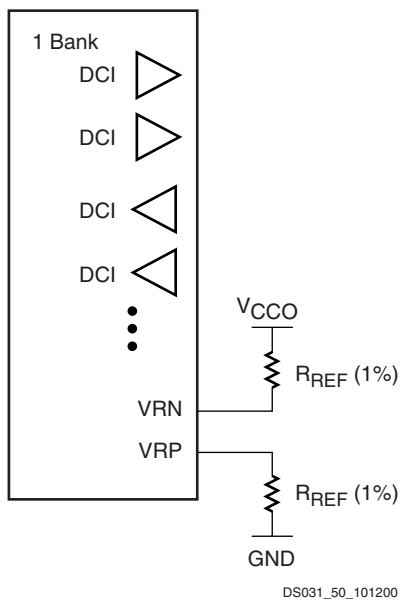 1 Bank
DCI
DCI
DCI
DCI
VCCO
RREF (1%)
VRN
VRP
RREF (1%)
GND
DS031_50_101200